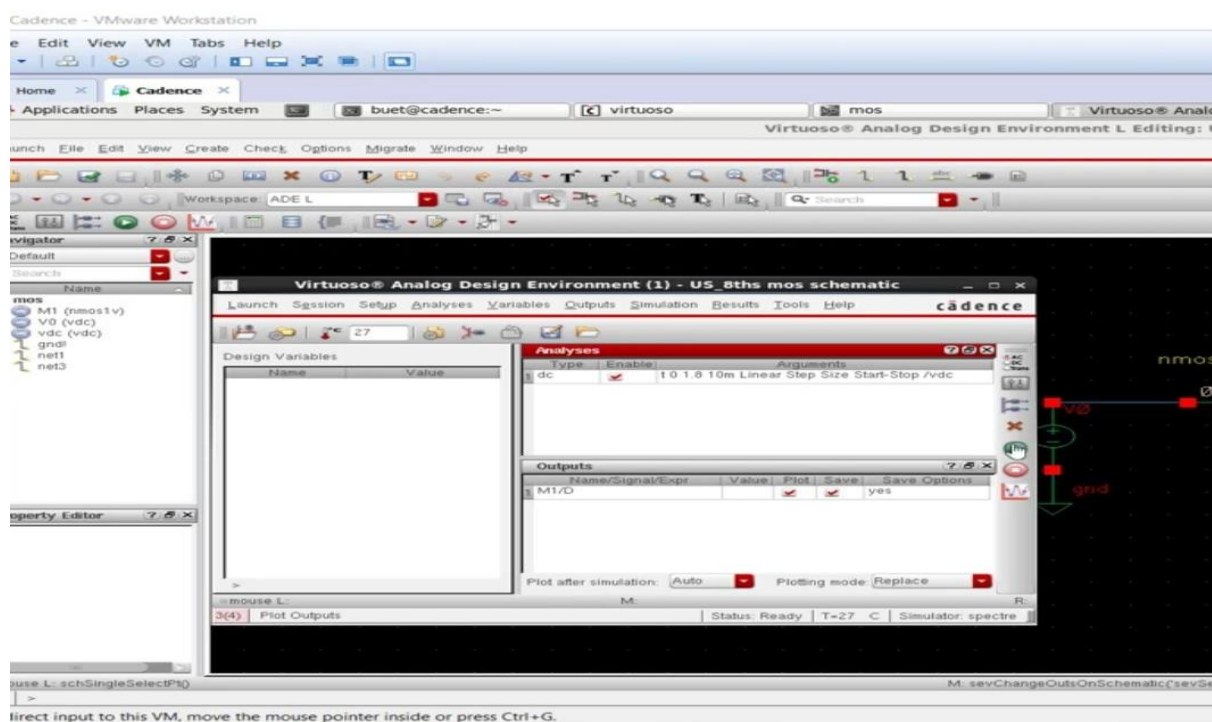 Cadence - VMware Workstation
e Edit View VM Tabs Help
Home × Cadence ×
Applications Places System buet@cadence:~ virtuoso mos Virtuoso® Analo
Virtuoso® Analog Design Environment L Editing: U
unch File Edit View Create Check Options Migrate Window Help
Workspace: ADE L Search
avigator
Default
Search
Name
mos
M1 (nmos1v)
V0 (vdc)
vdc (vdc)
gnd!
net1
net3
operty Editor
Virtuoso® Analog Design Environment (1) - US_8ths mos schematic
Launch Session Setup Analyses Variables Outputs Simulation Results Tools Help cādence
27
Design Variables
Name Value
Analyses
Type Enable Arguments
1 dc t 0 1.8 10m Linear Step Size Start-Stop /vdc
AC
DC
Trans
Outputs
Name/Signal/Expr Value Plot Save Save Options
1 M1/D yes
>
Plot after simulation: Auto Plotting mode: Replace
mouse L: M: R:
3(4) Plot Outputs Status: Ready T=27 C Simulator: spectre
nmos
V0
gnd
ouse L: schSingleSelectPt() M: sevChangeOutsOnSchematic('sevSe
>
direct input to this VM, move the mouse pointer inside or press Ctrl+G.